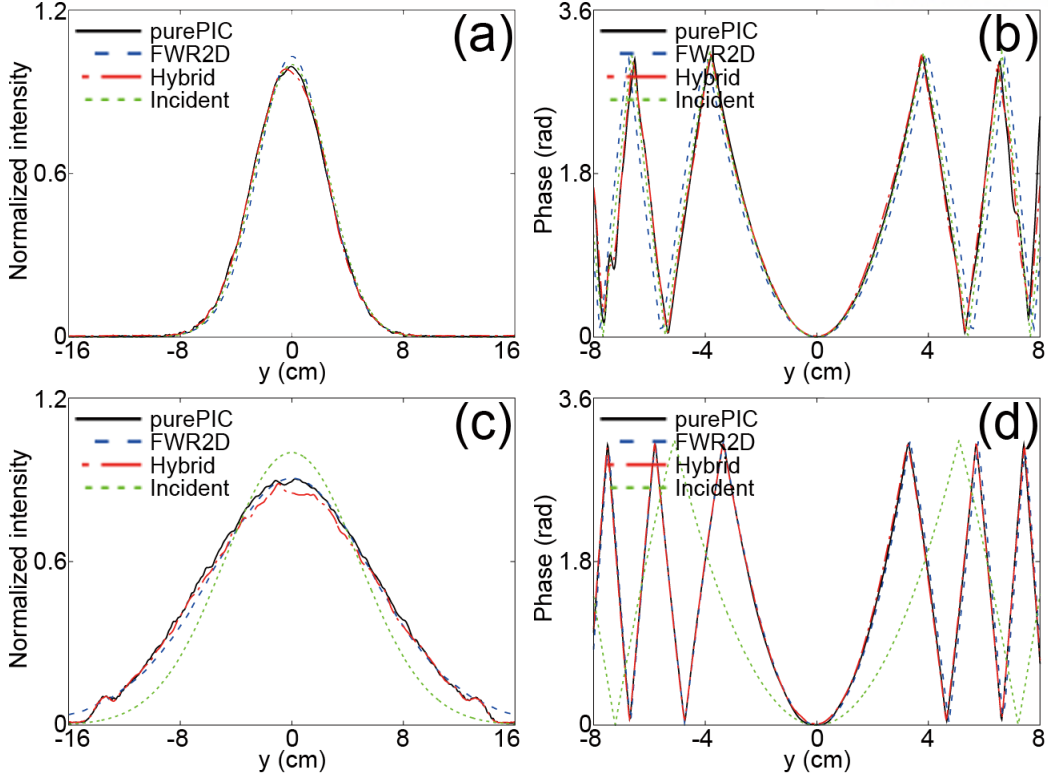 1.2
(a)
purePIC
FWR2D
Hybrid
Incident
0.6
0
Normalized intensity
-16
-8
0
8
16
y (cm)
3.6
(b)
purePIC
FWR2D
Hybrid
Incident
1.8
0
Phase (rad)
-8
-4
0
4
8
y (cm)
1.2
(c)
purePIC
FWR2D
Hybrid
Incident
0.6
0
Normalized intensity
-16
-8
0
8
16
y (cm)
3.6
(d)
purePIC
FWR2D
Hybrid
Incident
1.8
0
Phase (rad)
-8
-4
0
4
8
y (cm)